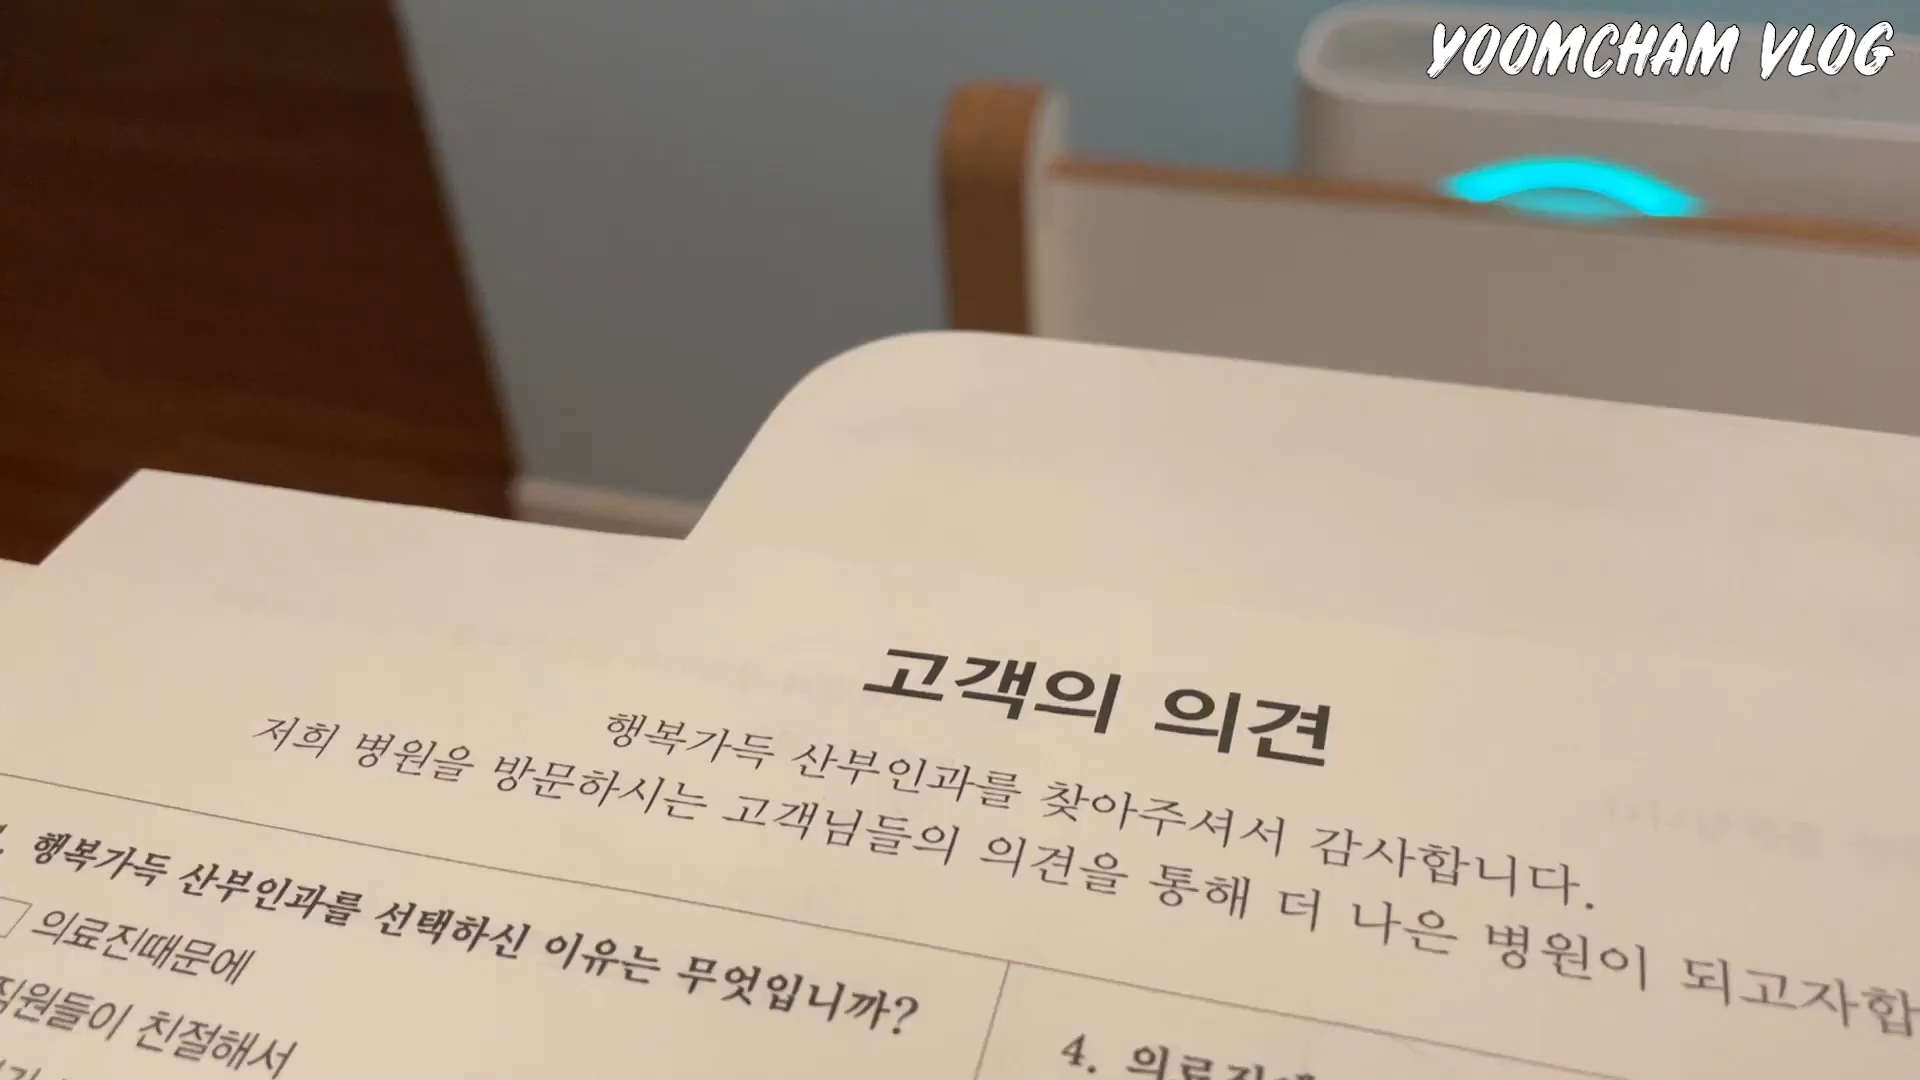 YOOMCHAM VLOG
고객의 의견
행복가득 산부인과를 찾아주셔서 감사합니다.
저희 병원을 방문하시는 고객님들의 의견을 통해 더 나은 병원이 되고자합
행복가득 산부인과를 선택하신 이유는 무엇입니까?
의료진때문에
직원들이 친절해서
4. 의료진에